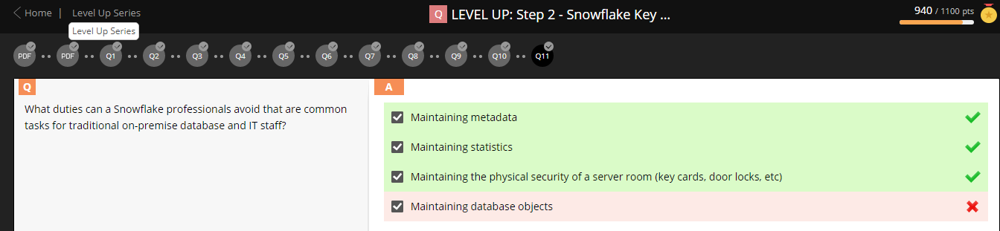 Home | Level Up Series
Q LEVEL UP: Step 2 - Snowflake Key ...
940 / 1100 pts
Level Up Series
PDF PDF Q1 Q2 Q3 Q4 Q5 Q6 Q7 Q8 Q9 Q10 Q11
Q
What duties can a Snowflake professionals avoid that are common
tasks for traditional on-premise database and IT staff?
A
Maintaining metadata
Maintaining statistics
Maintaining the physical security of a server room (key cards, door locks, etc)
Maintaining database objects